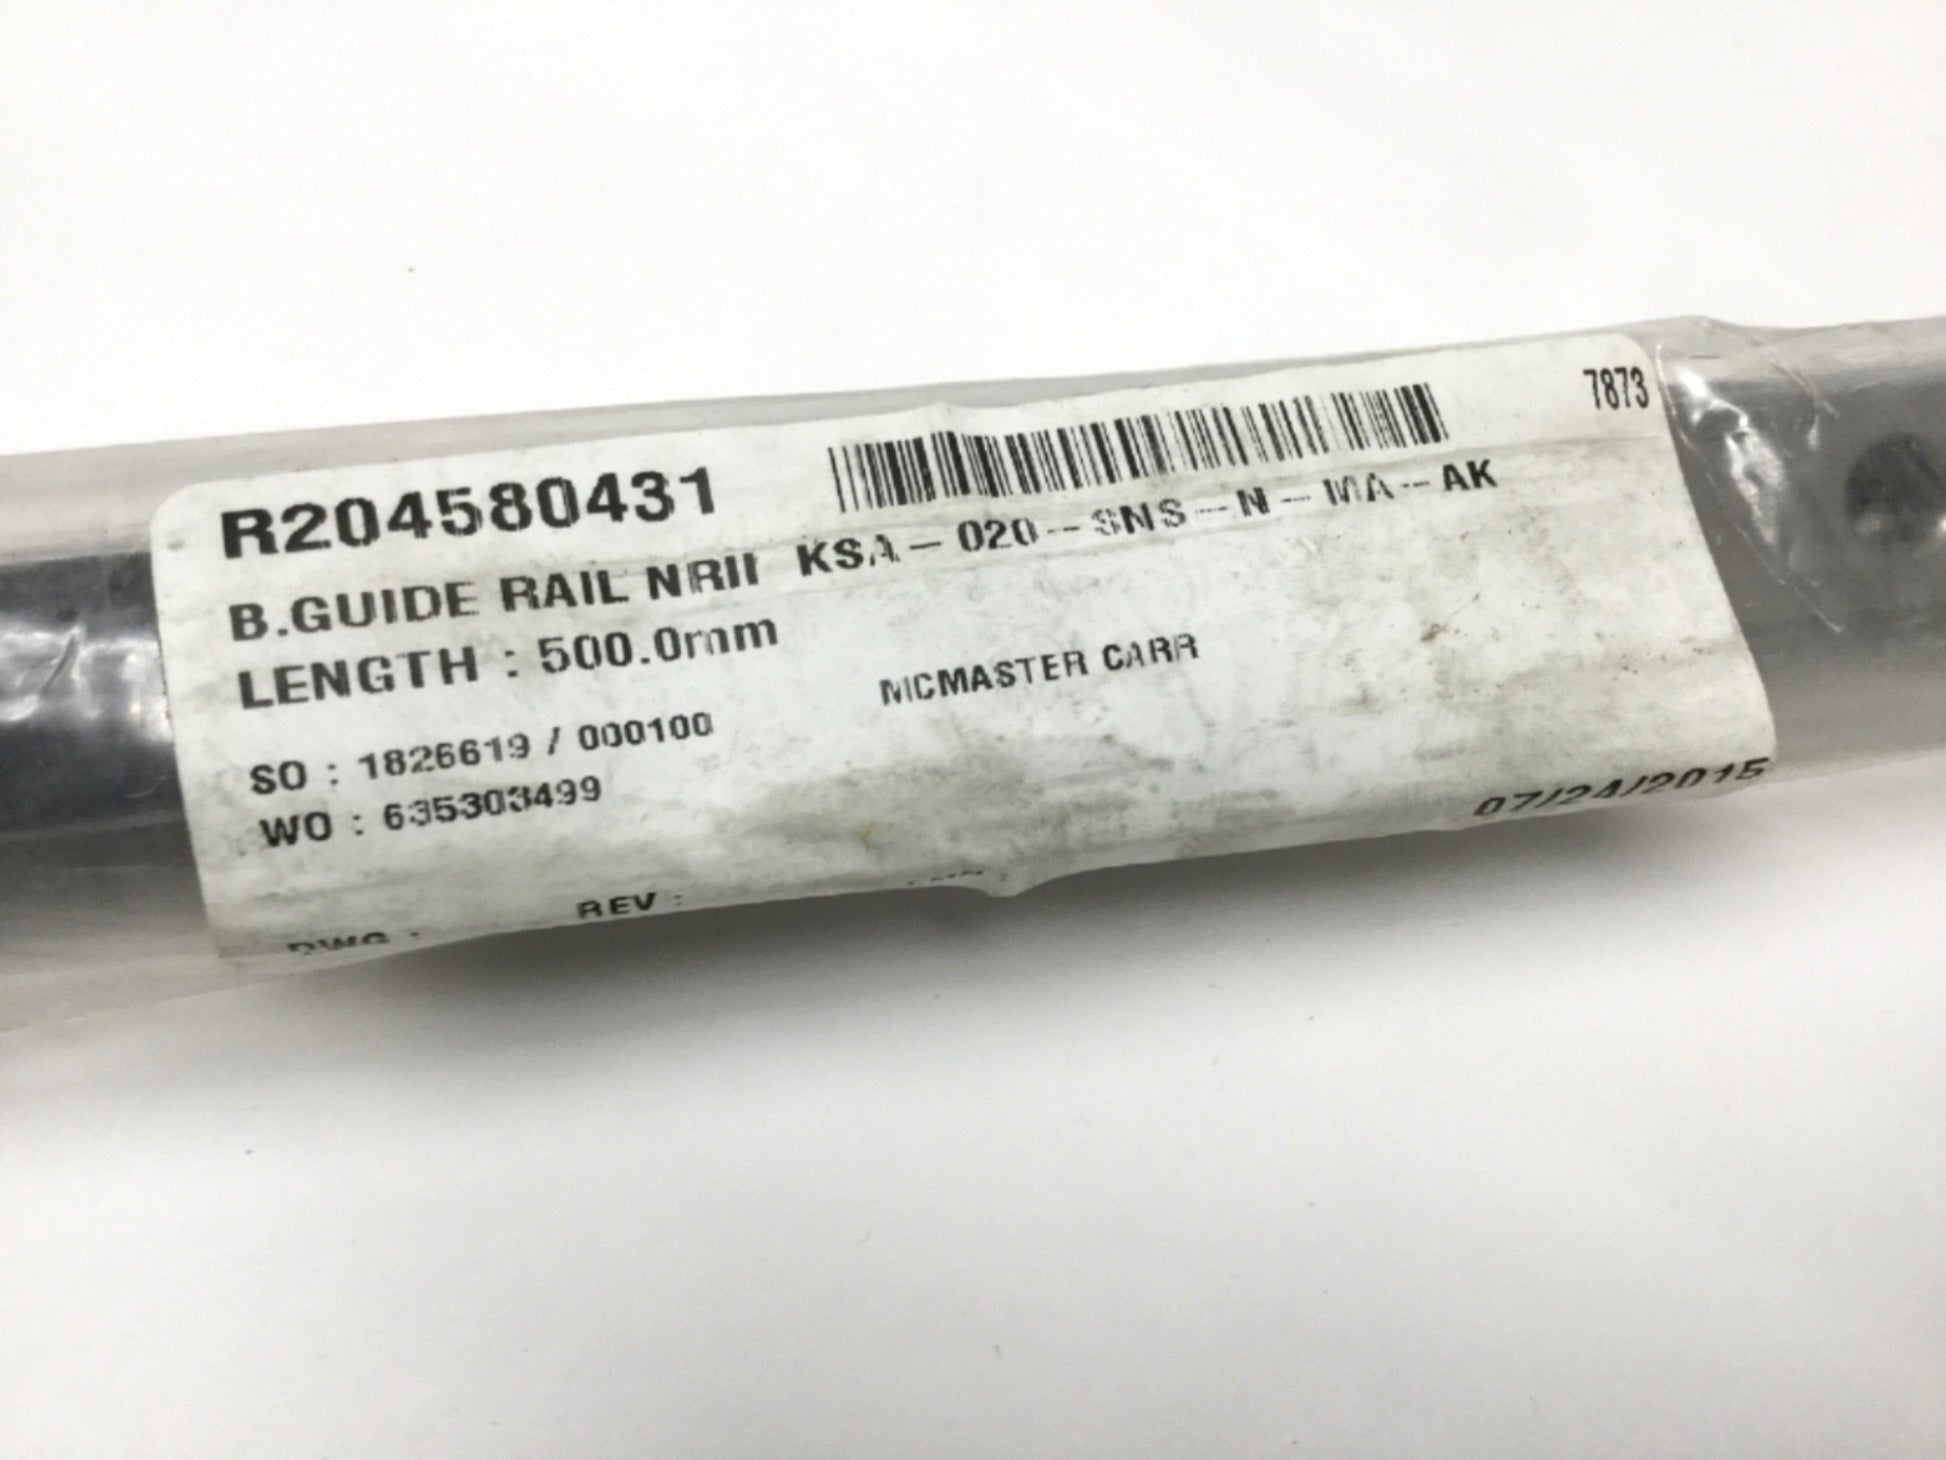 7873
R204580431
B.GUIDE RAIL NRII KSA-020-SNS-N-MA-AK
LENGTH : 500.0mm
MCMASTER CARR
SO : 1826619 / 000100
WO : 635303499
07/24/2015
DWG : REV :